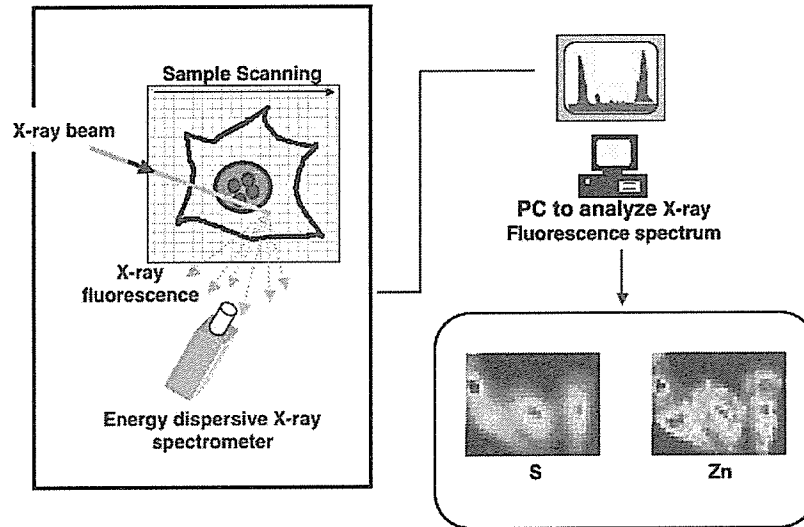 Sample Scanning
X-ray beam
X-ray
fluorescence
Energy dispersive X-ray
spectrometer
PC to analyze X-ray
Fluorescence spectrum
S
Zn